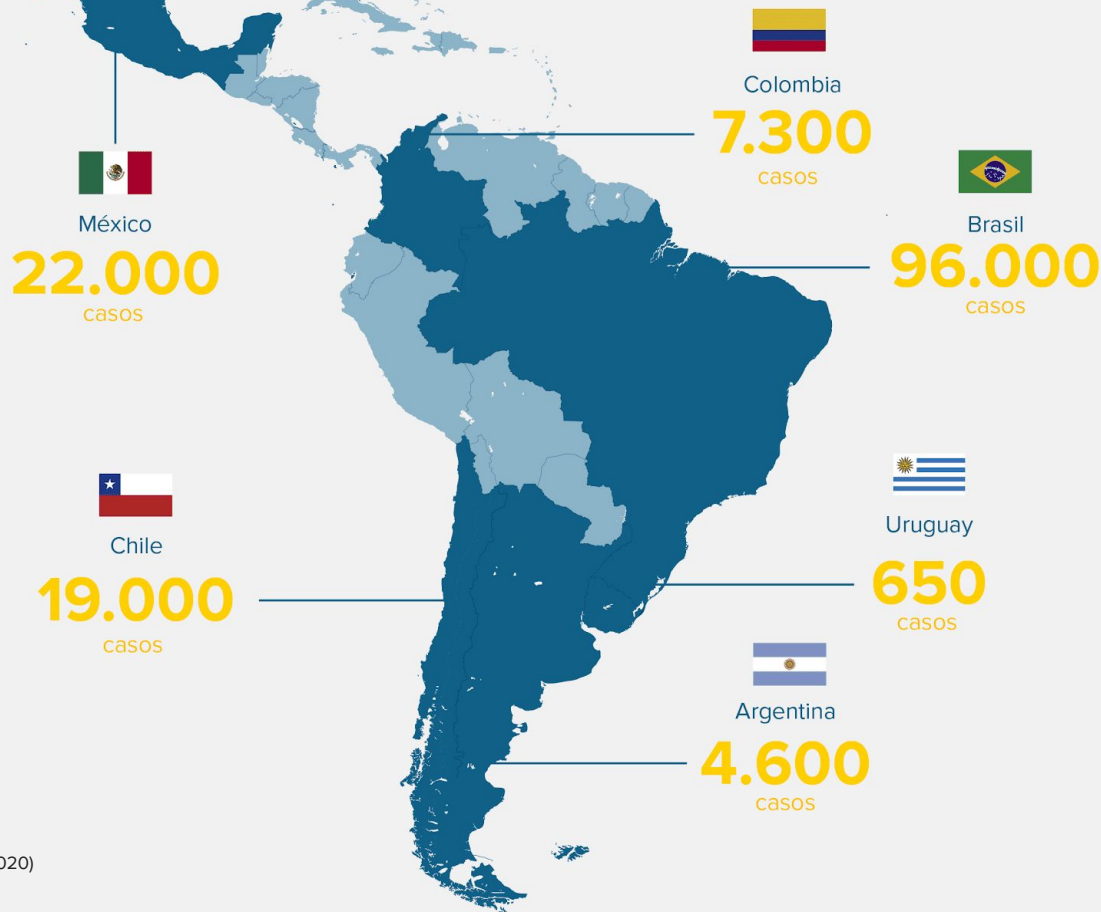 Colombia
7.300
casos
México
22.000
casos
Brasil
96.000
casos
Chile
19.000
casos
Uruguay
650
casos
Argentina
4.600
casos
020)